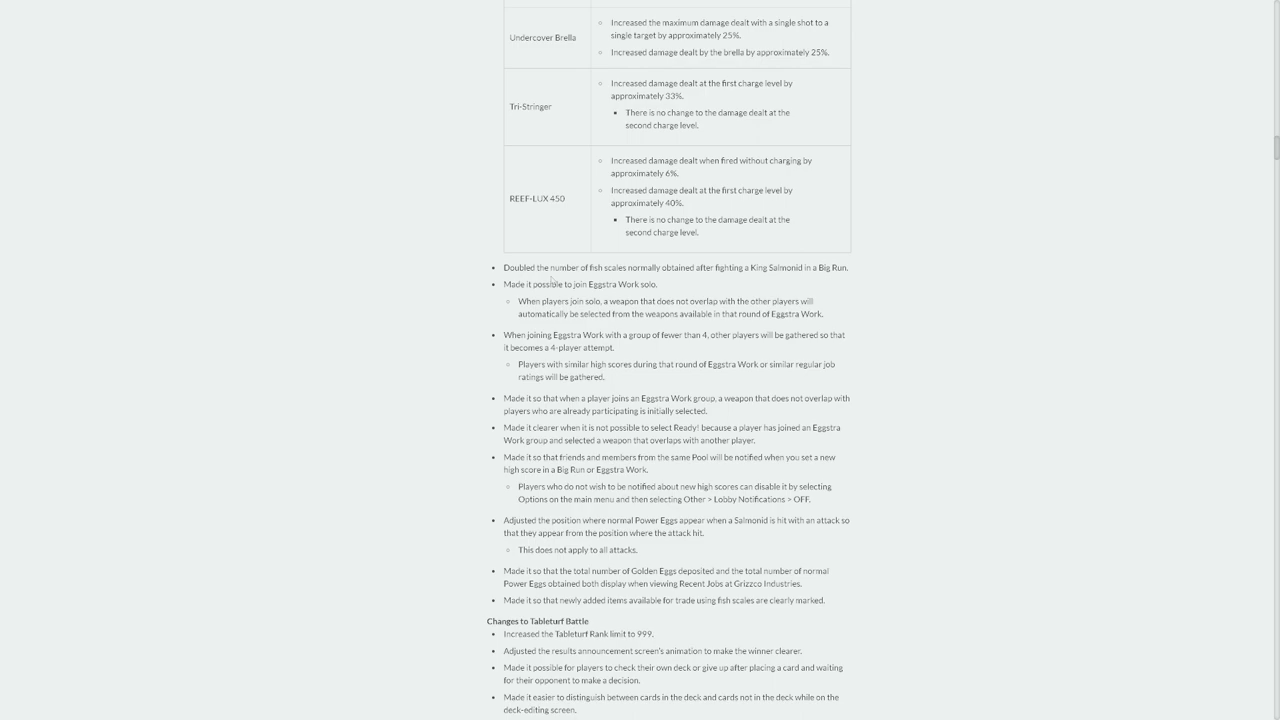 Undercover Brella
Increased the maximum damage dealt with a single shot to a
single target by approximately 25%.
Increased damage dealt by the brella by approximately 25%.
Tri-Stringer
Increased damage dealt at the first charge level by
approximately 33%.
There is no change to the damage dealt at the
second charge level.
REEF-LUX 450
Increased damage dealt when fired without charging by
approximately 6%.
Increased damage dealt at the first charge level by
approximately 40%.
There is no change to the damage dealt at the
second charge level.
Doubled the number of fish scales normally obtained after fighting a King Salmonid in a Big Run.
Made it possible to join Eggstra Work solo.
When players join solo, a weapon that does not overlap with the other players will
automatically be selected from the weapons available in that round of Eggstra Work.
When joining Eggstra Work with a group of fewer than 4, other players will be gathered so that
it becomes a 4-player attempt.
Players with similar high scores during that round of Eggstra Work or similar regular job
ratings will be gathered.
Made it so that when a player joins an Eggstra Work group, a weapon that does not overlap with
players who are already participating is initially selected.
Made it clearer when it is not possible to select Ready! because a player has joined an Eggstra
Work group and selected a weapon that overlaps with another player.
Made it so that friends and members from the same Pool will be notified when you set a new
high score in a Big Run or Eggstra Work.
Players who do not wish to be notified about new high scores can disable it by selecting
Options on the main menu and then selecting Other > Lobby Notifications > OFF.
Adjusted the position where normal Power Eggs appear when a Salmonid is hit with an attack so
that they appear from the position where the attack hit.
This does not apply to all attacks.
Made it so that the total number of Golden Eggs deposited and the total number of normal
Power Eggs obtained both display when viewing Recent Jobs at Grizzco Industries.
Made it so that newly added items available for trade using fish scales are clearly marked.
Changes to Tableturf Battle
Increased the Tableturf Rank limit to 999.
Adjusted the results announcement screen's animation to make the winner clearer.
Made it possible for players to check their own deck or give up after placing a card and waiting
for their opponent to make a decision.
Made it easier to distinguish between cards in the deck and cards not in the deck while on the
deck-editing screen.